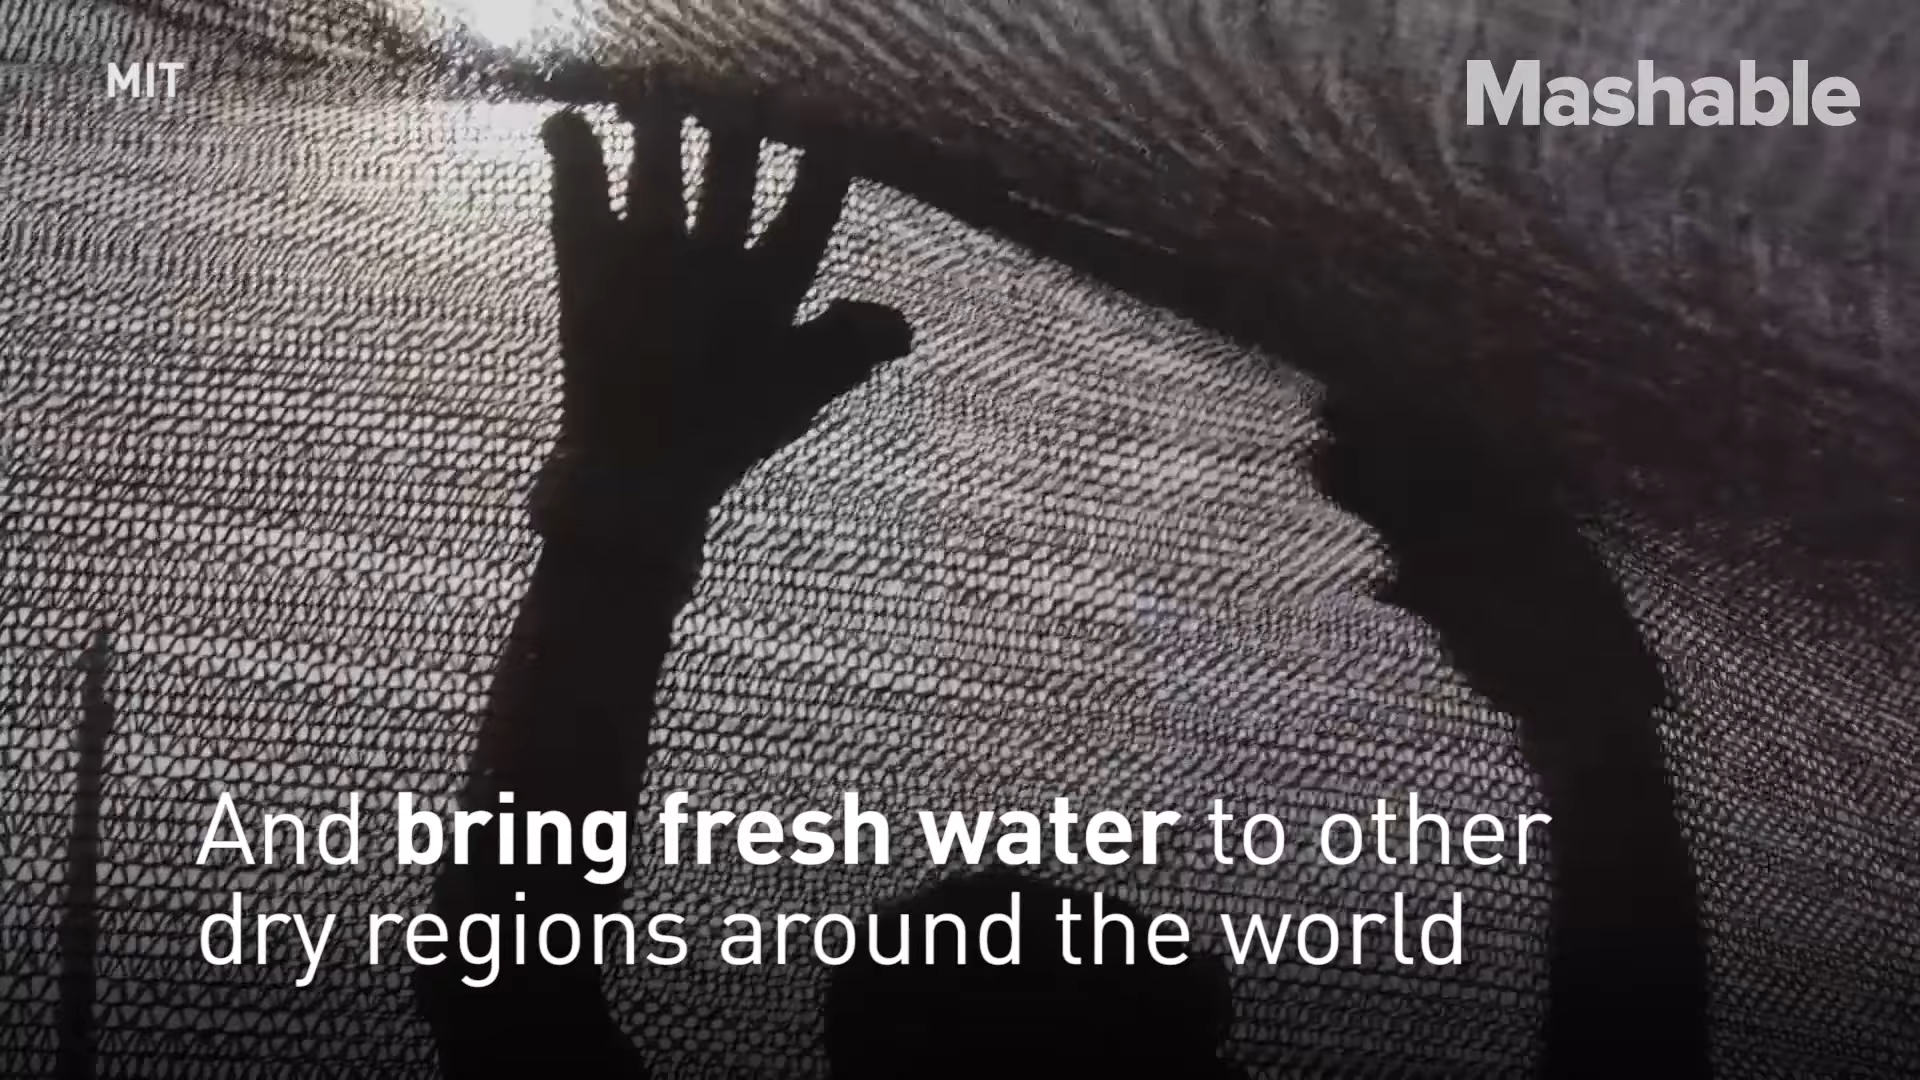 MIT
Mashable
And bring fresh water to other
dry regions around the world